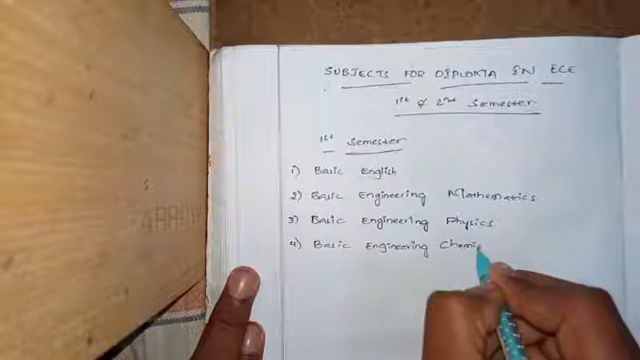 SUBJECTS FOR DIPLOMA IN ECE
1st & 2nd Semester
1st Semester
1) Basic English
2) Basic Engineering Mathematics
3) Basic Engineering Physics
4) Basic Engineering Chemis